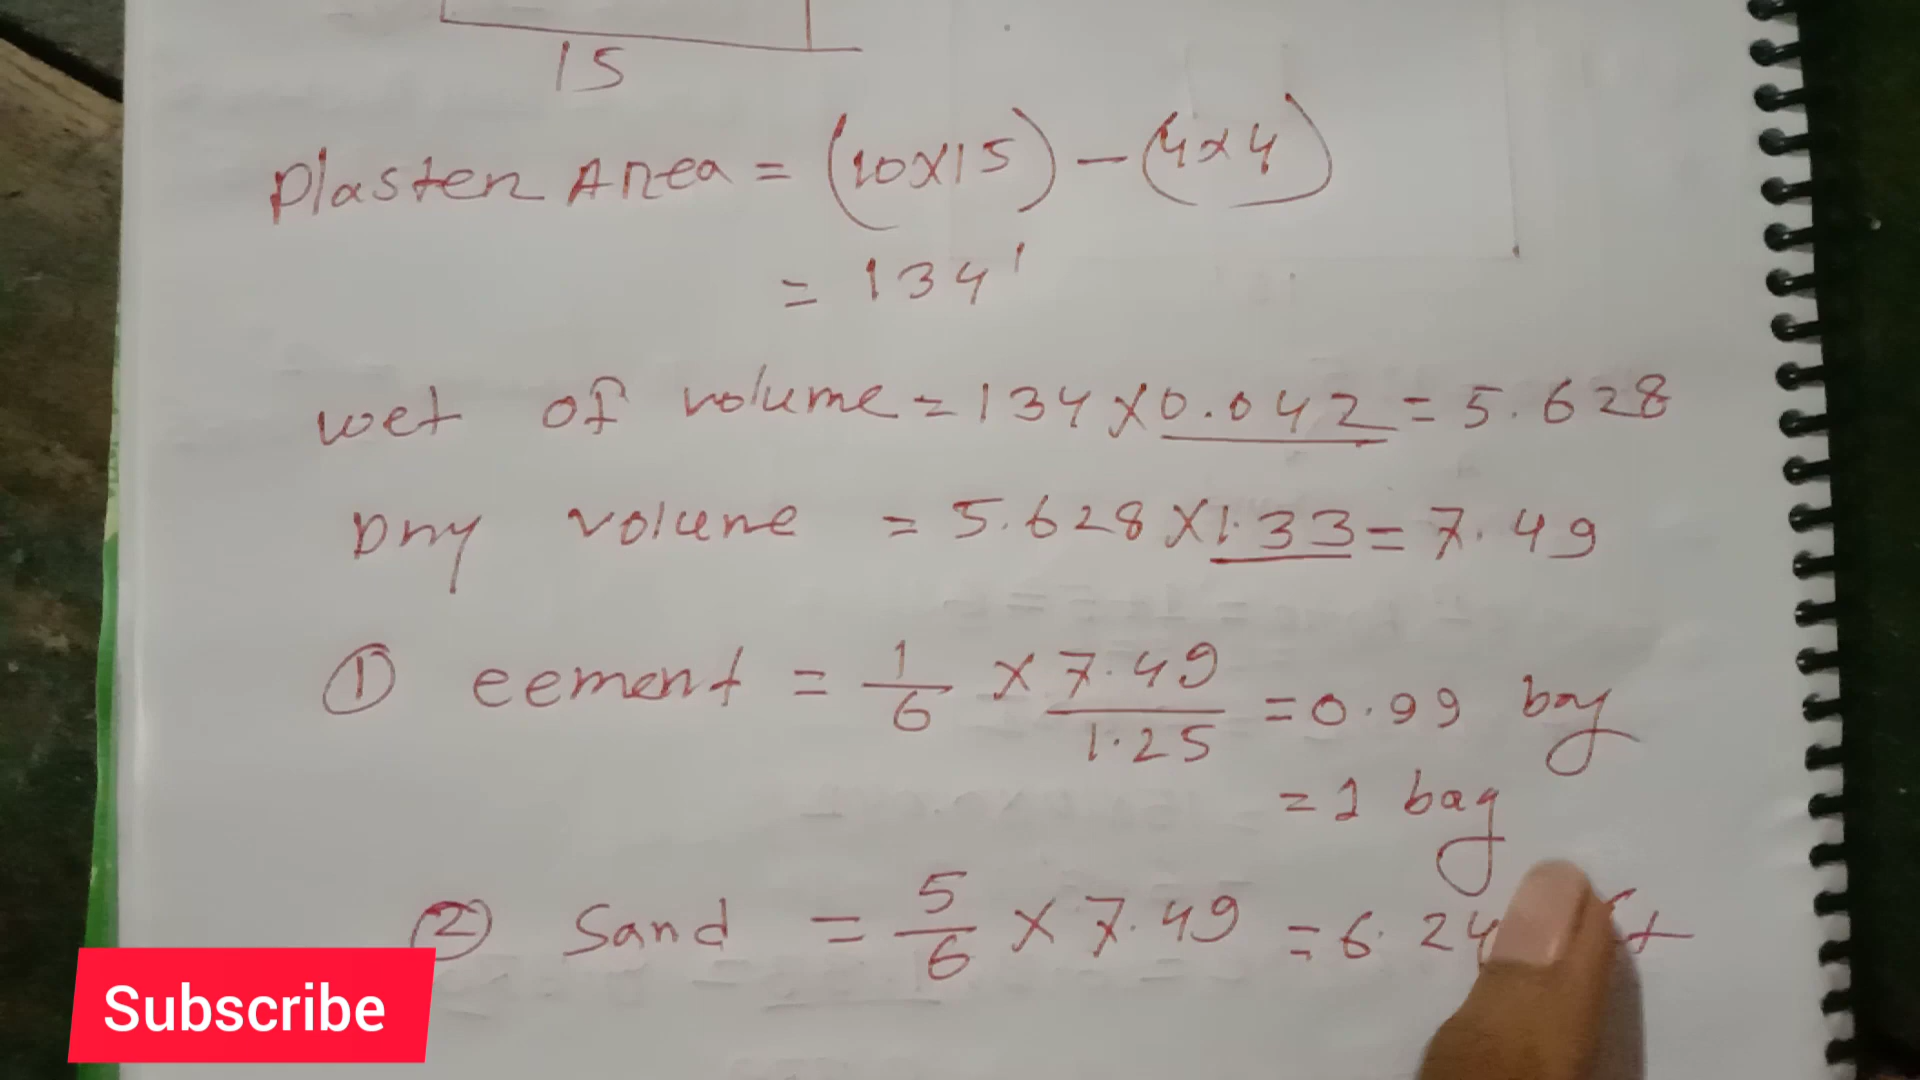 15
Plaster Area = (10x15) - (4x4)
= 134'
wet of volume = 134 x 0.042 = 5.628
Dry volume = 5.628 x 1.33 = 7.49
① cement = 1/6 x 7.49/1.25 = 0.99 bag
= 1 bag
② Sand = 5/6 x 7.49 = 6.24
Subscribe